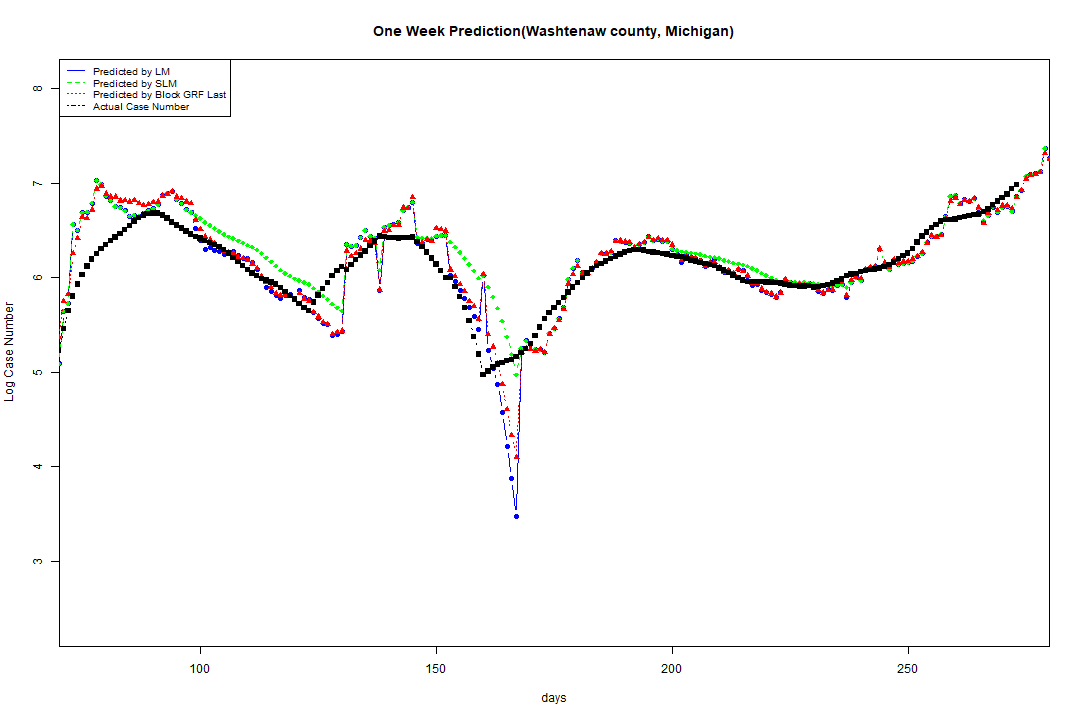 One Week Prediction(Washtenaw county, Michigan)
Predicted by LM
Predicted by SLM
Predicted by Block GRF Last
Actual Case Number
8
7
6
5
4
3
Log Case Number
100 150 200 250
days